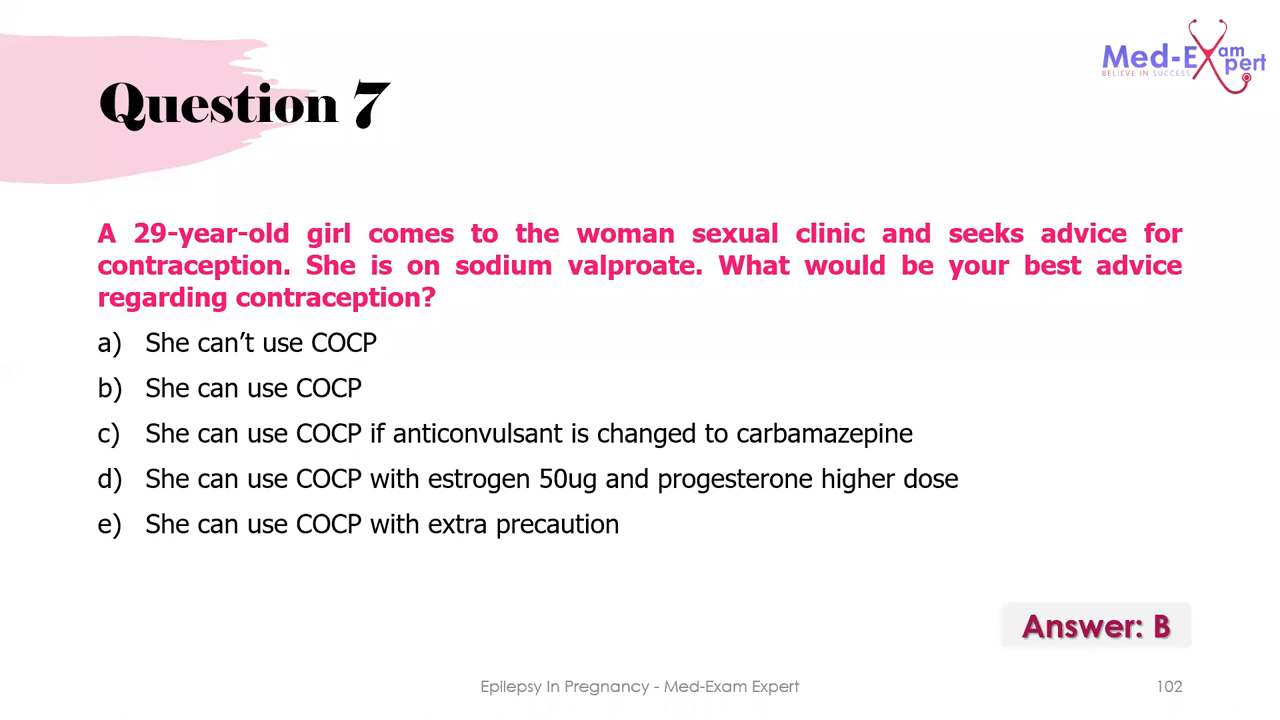 Med-Exam
Expert
BELIEVE IN SUCCESS
Question 7
A 29-year-old girl comes to the woman sexual clinic and seeks advice for
contraception. She is on sodium valproate. What would be your best advice
regarding contraception?
a) She can’t use COCP
b) She can use COCP
c) She can use COCP if anticonvulsant is changed to carbamazepine
d) She can use COCP with estrogen 50ug and progesterone higher dose
e) She can use COCP with extra precaution
Answer: B
Epilepsy In Pregnancy - Med-Exam Expert
102